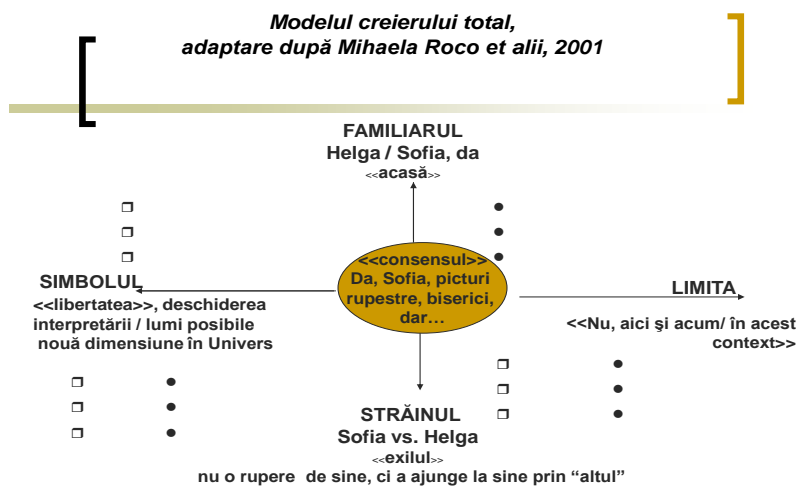 Modelul creierului total,
adaptare după Mihaela Roco et alii, 2001
FAMILIARUL
Helga / Sofia, da
<<acasă>>
<<consensul>>
Da, Sofia, picturi
rupestre, biserici,
dar…
SIMBOLUL
<<libertatea>>, deschiderea
interpretării / lumi posibile
nouă dimensiune în Univers
LIMITA
<<Nu, aici şi acum/ în acest
context>>
STRĂINUL
Sofia vs. Helga
<<exilul>>
nu o rupere de sine, ci a ajunge la sine prin “altul”